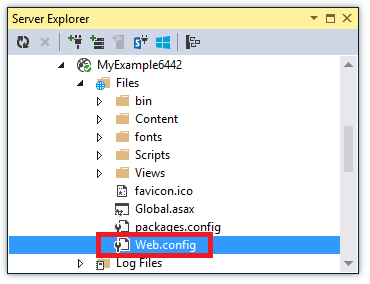 Server Explorer
MyExample6442
Files
bin
Content
fonts
Scripts
Views
favicon.ico
Global.asax
packages.config
Web.config
Log Files